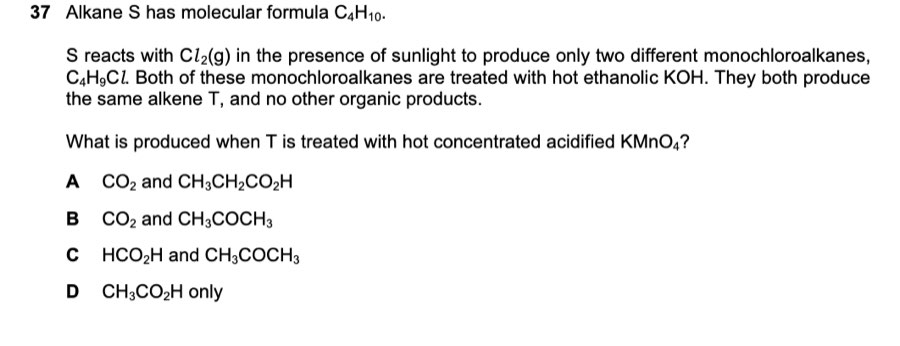 37 Alkane S has molecular formula C₄H₁₀.
S reacts with Cl₂(g) in the presence of sunlight to produce only two different monochloroalkanes,
C₄H₉Cl. Both of these monochloroalkanes are treated with hot ethanolic KOH. They both produce
the same alkene T, and no other organic products.
What is produced when T is treated with hot concentrated acidified KMnO₄?
A CO₂ and CH₃CH₂CO₂H
B CO₂ and CH₃COCH₃
C HCO₂H and CH₃COCH₃
D CH₃CO₂H only